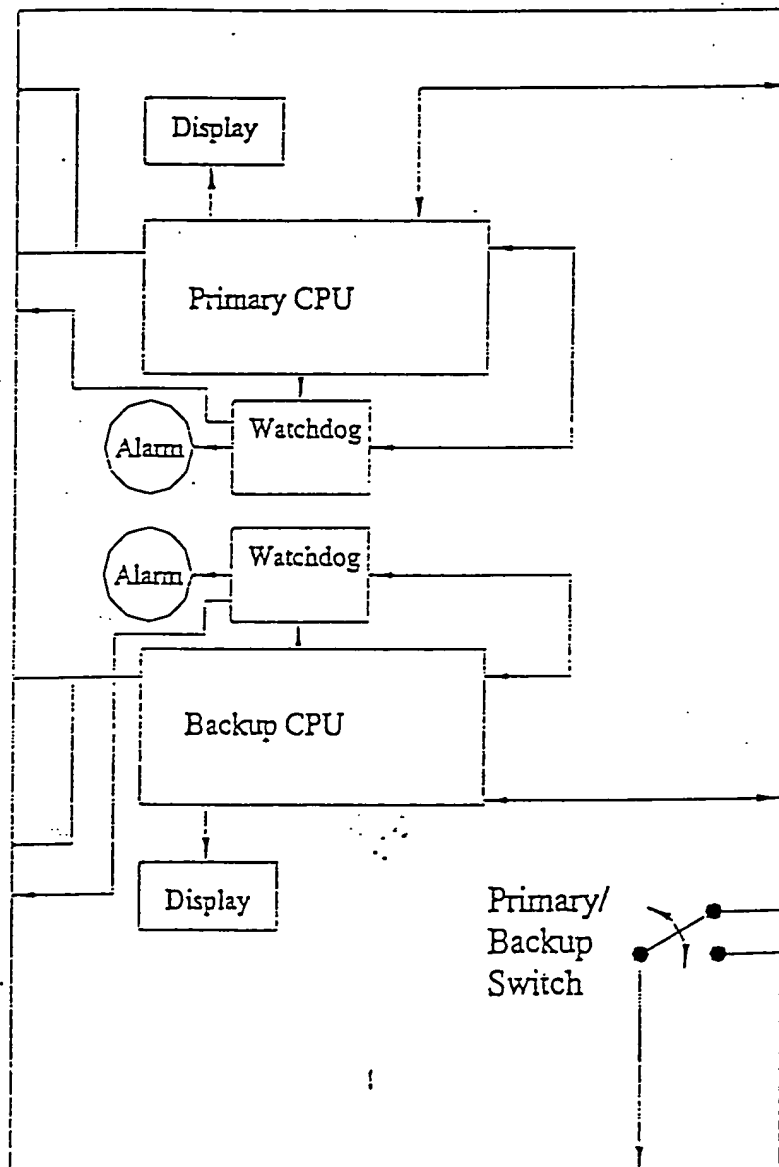 Display
Primary CPU
Watchdog
Alarm
Watchdog
Alarm
Backup CPU
Display
Primary/
Backup
Switch